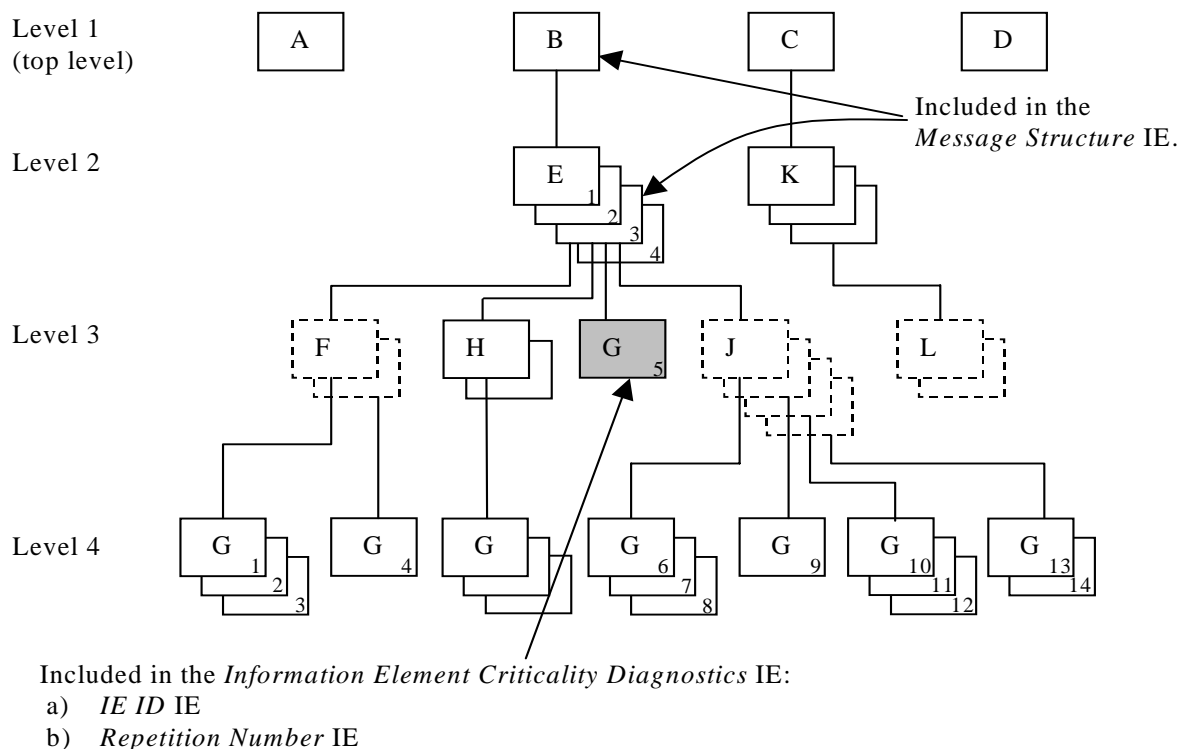 Level 1
(top level)
A
B
C
D
Included in the
Message Structure IE.
Level 2
E
1
2
3
4
K
Level 3
F
H
G
5
J
L
Level 4
G
1
2
3
G
4
G
G
6
7
8
G
9
G
10
11
12
G
13
14
Included in the Information Element Criticality Diagnostics IE:
a) IE ID IE
b) Repetition Number IE